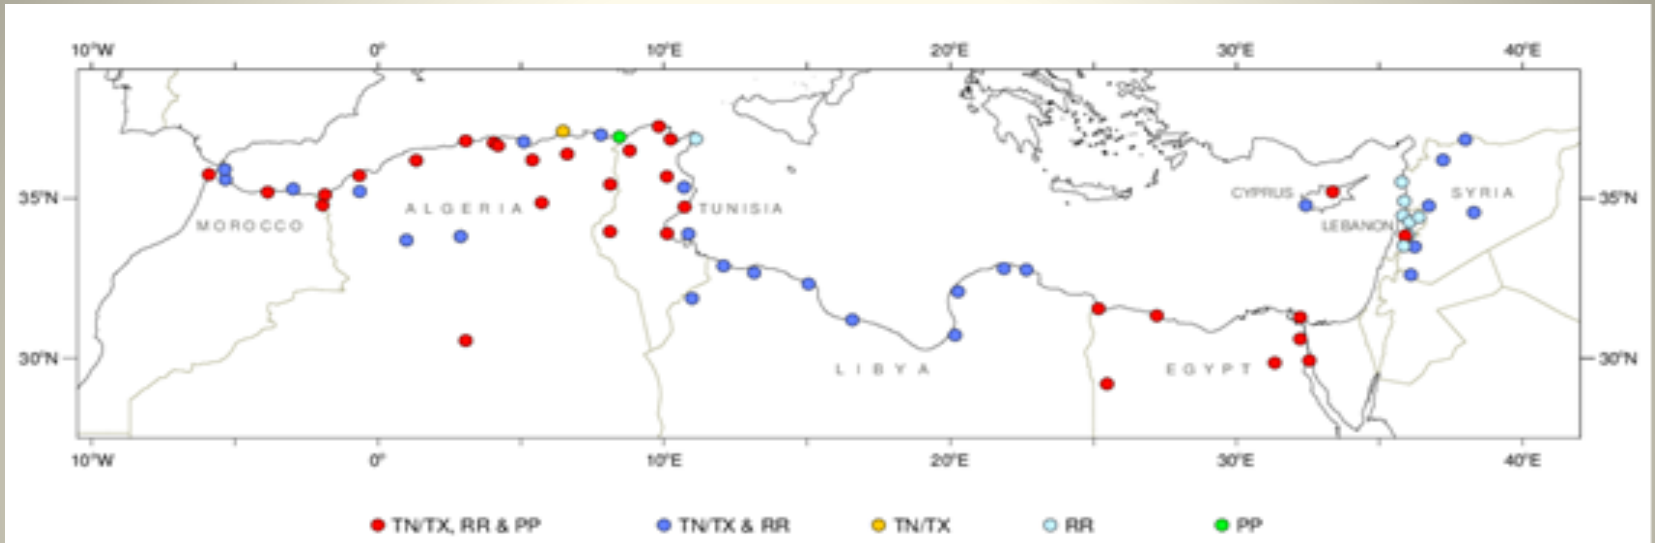 10°W 0° 10°E 20°E 30°E 40°E
CYPRUS SYRIA
35°N 35°N
ALGERIA TUNISIA
MOROCCO LEBANON
30°N 30°N
LIBYA EGYPT
10°W 0° 10°E 20°E 30°E 40°E
TN/TX, RR & PP TN/TX & RR TN/TX RR PP